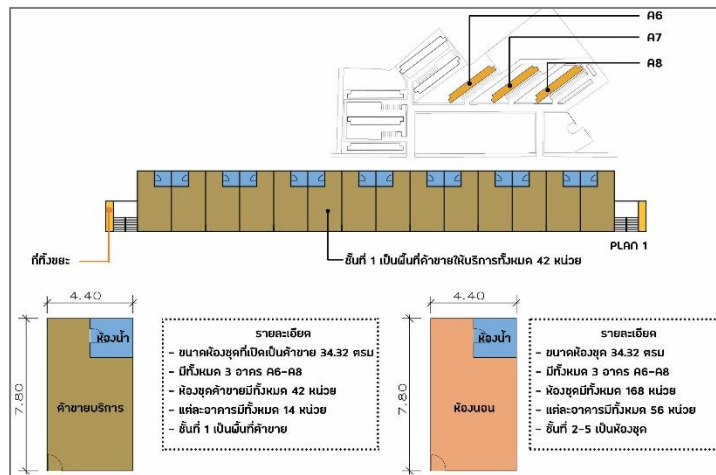 A6
A7
A8
PLAN 1
ที่ทิ้งขยะ
ชั้นที่ 1 เป็นพื้นที่ค้าขายให้บริการทั้งหมด 42 หน่วย
4.40
7.80
ห้องน้ำ
ค้าขายบริการ
รายละเอียด
- ขนาดห้องชุดที่เปิดเป็นค้าขาย 34.32 ตรม
- มีทั้งหมด 3 อาคร A6-A8
- ห้องชุดค้าขายมีทั้งหมด 42 หน่วย
- แต่ละอาคารมีทั้งหมด 14 หน่วย
- ชั้นที่ 1 เป็นพื้นที่ค้าขาย
4.40
7.80
ห้องน้ำ
ห้องนอน
รายละเอียด
- ขนาดห้องชุด 34.32 ตรม
- มีทั้งหมด 3 อาคร A6-A8
- ห้องชุดมีทั้งหมด 168 หน่วย
- แต่ละอาคารมีทั้งหมด 56 หน่วย
- ชั้นที่ 2-5 เป็นห้องชุด